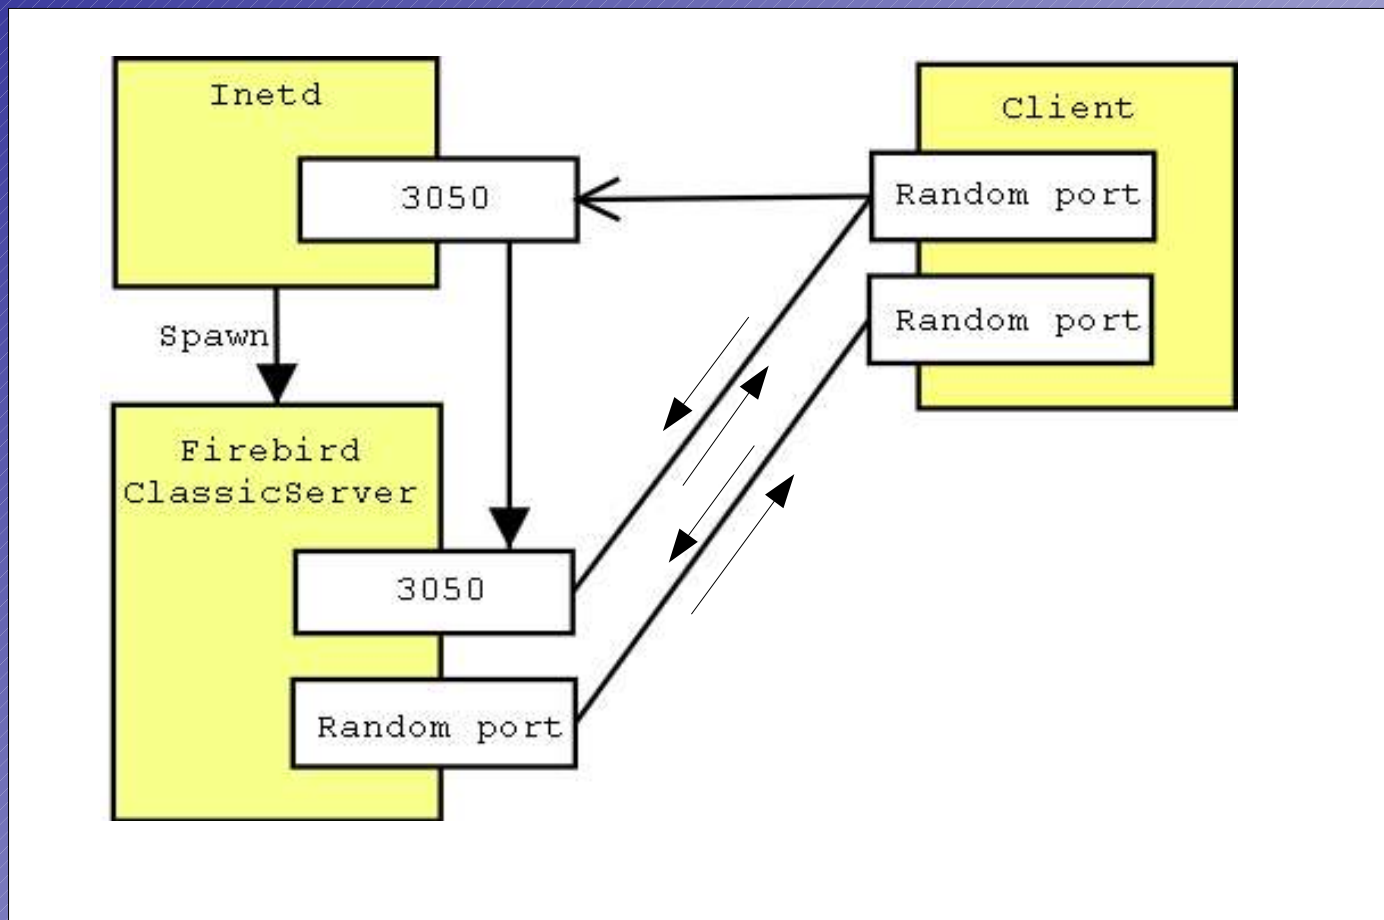 Inetd
3050
Client
Random port
Random port
Spawn
Firebird
ClassicServer
3050
Random port